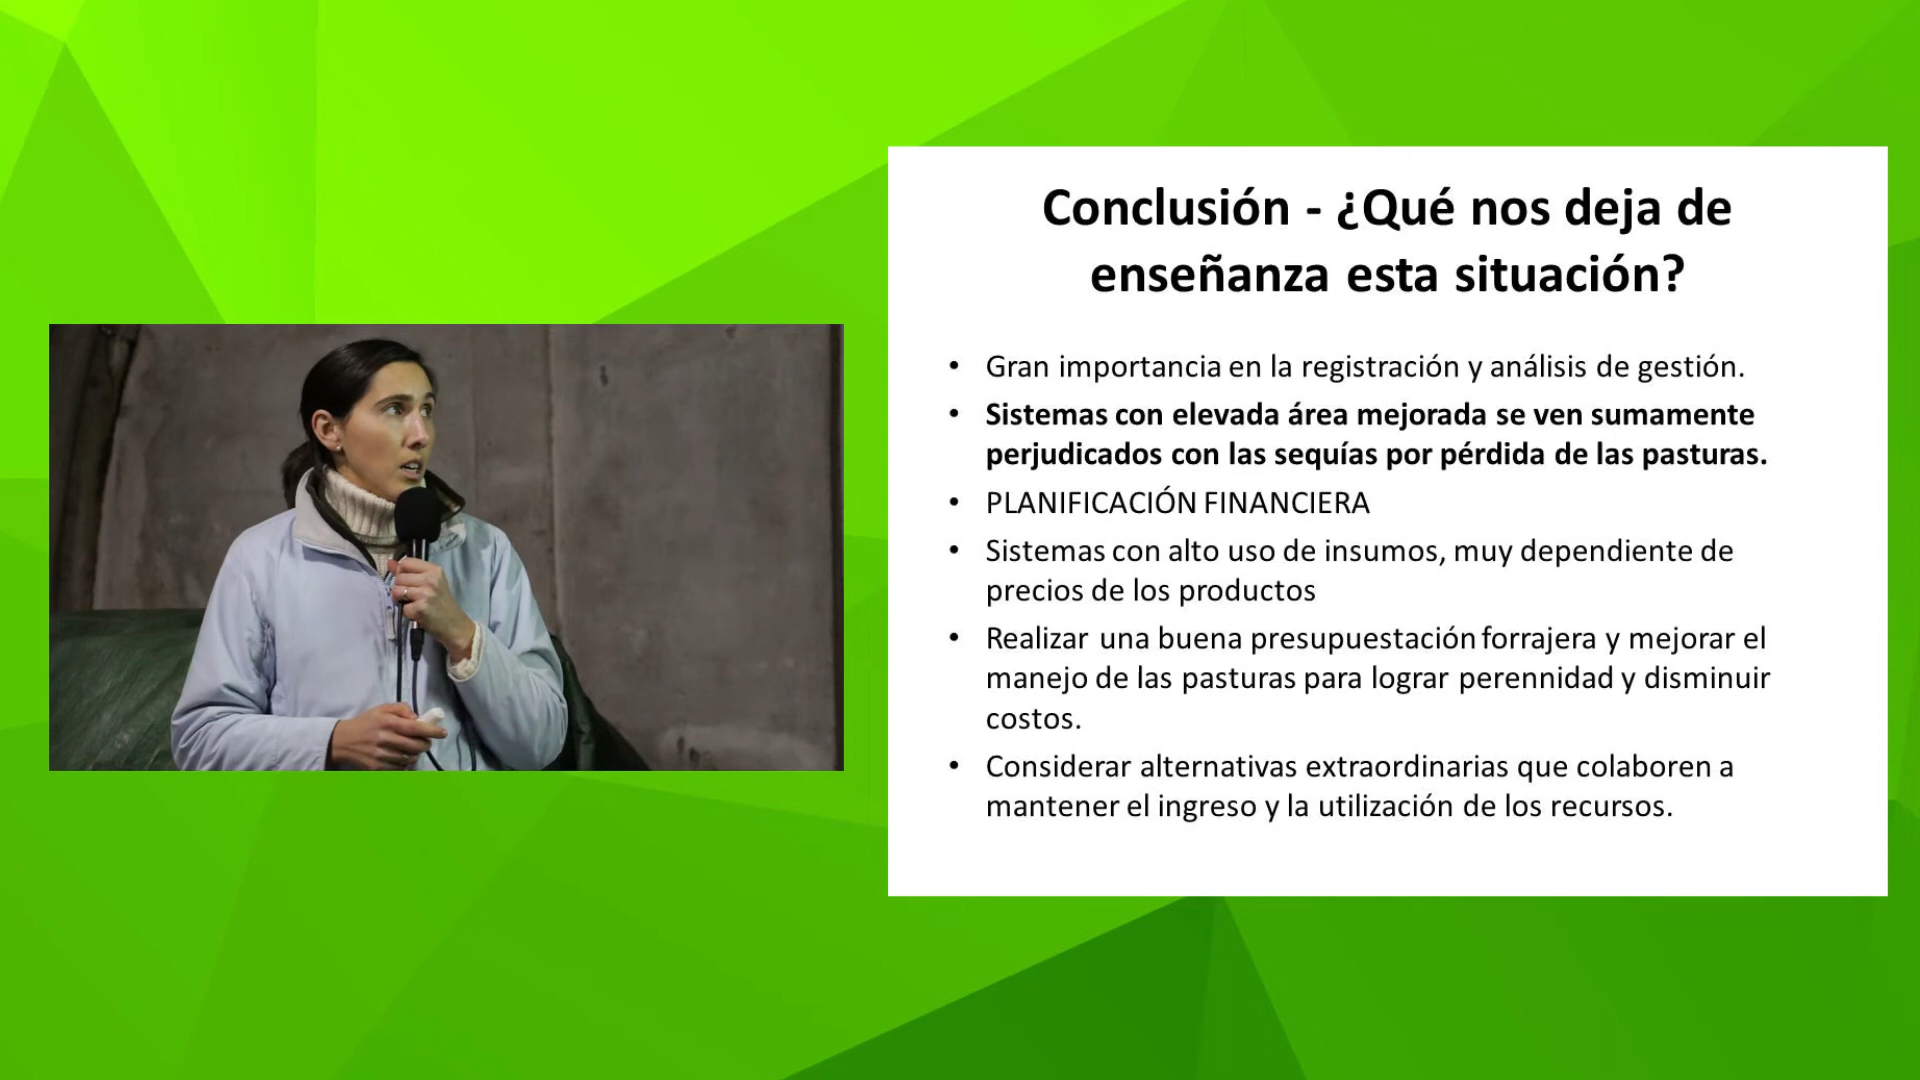 Conclusión - ¿Qué nos deja de
enseñanza esta situación?
• Gran importancia en la registración y análisis de gestión.
• Sistemas con elevada área mejorada se ven sumamente
perjudicados con las sequías por pérdida de las pasturas.
• PLANIFICACIÓN FINANCIERA
• Sistemas con alto uso de insumos, muy dependiente de
precios de los productos
• Realizar una buena presupuestación forrajera y mejorar el
manejo de las pasturas para lograr perennidad y disminuir
costos.
• Considerar alternativas extraordinarias que colaboren a
mantener el ingreso y la utilización de los recursos.